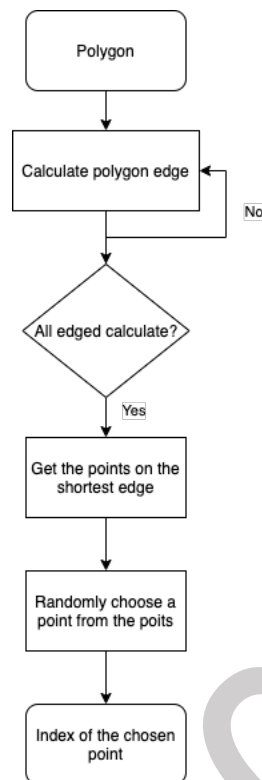 Polygon
Calculate polygon edge
No
All edged calculate?
Yes
Get the points on the
shortest edge
Randomly choose a
point from the poits
Index of the chosen
point